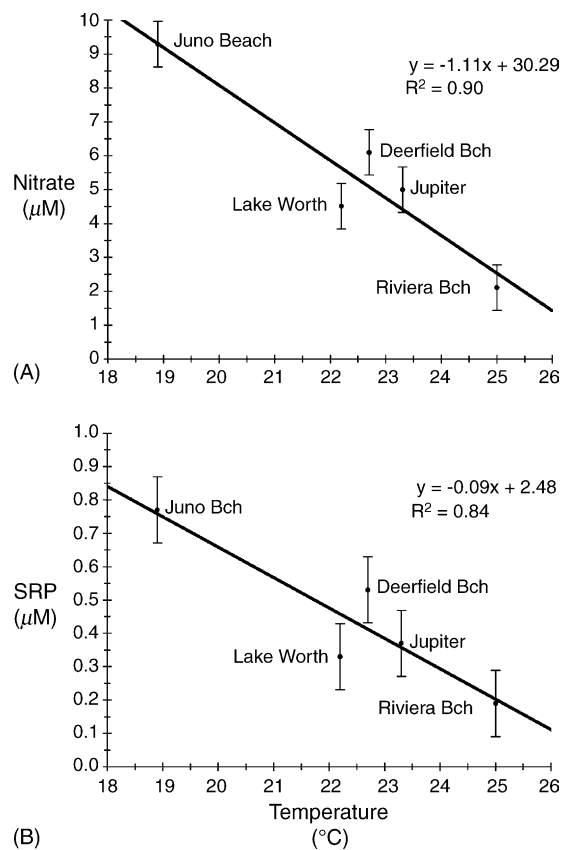 10
9
8
7
6
5
4
3
2
1
0
Nitrate
(μM)
Juno Beach
y = -1.11x + 30.29
R² = 0.90
Deerfield Bch
Jupiter
Lake Worth
Riviera Bch
18 19 20 21 22 23 24 25 26
(A)
1.0
0.9
0.8
0.7
0.6
0.5
0.4
0.3
0.2
0.1
0.0
SRP
(μM)
y = -0.09x + 2.48
R² = 0.84
Juno Bch
Deerfield Bch
Jupiter
Lake Worth
Riviera Bch
18 19 20 21 22 23 24 25 26
Temperature
(°C)
(B)